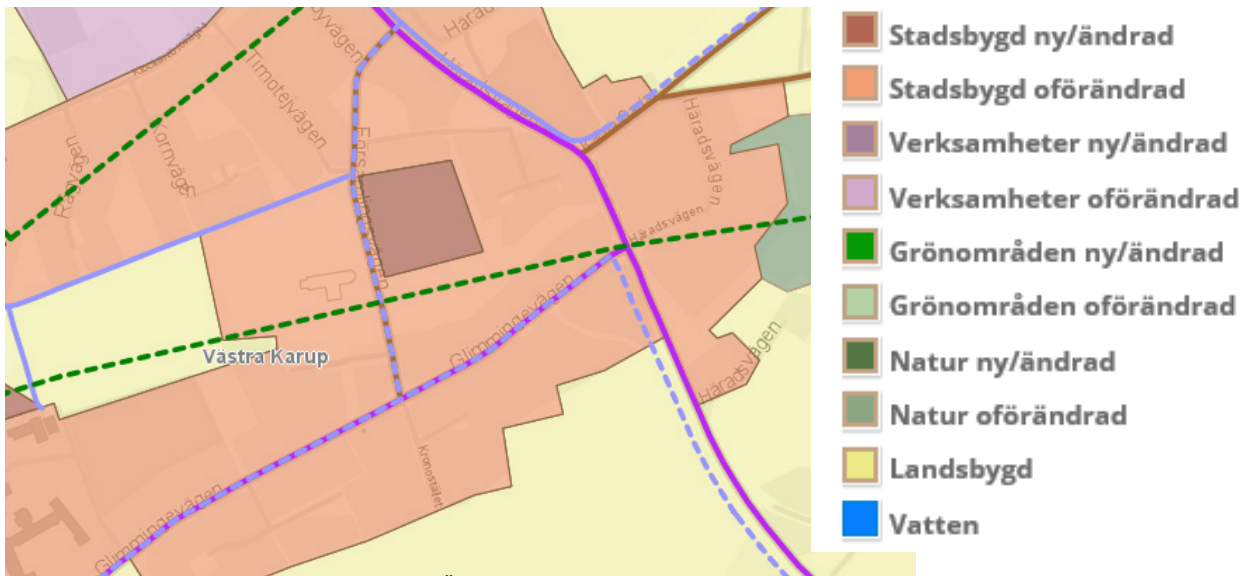 Timotejvägen
Kornvägen
Rågvägen
Häradsvägen
Häradsvägen
Glimmingevägen
Västra Karup
Häradsvägen
Kronostället
Glimmingevägen
Stadsbygd ny/ändrad
Stadsbygd oförändrad
Verksamheter ny/ändrad
Verksamheter oförändrad
Grönområden ny/ändrad
Grönområden oförändrad
Natur ny/ändrad
Natur oförändrad
Landsbygd
Vatten